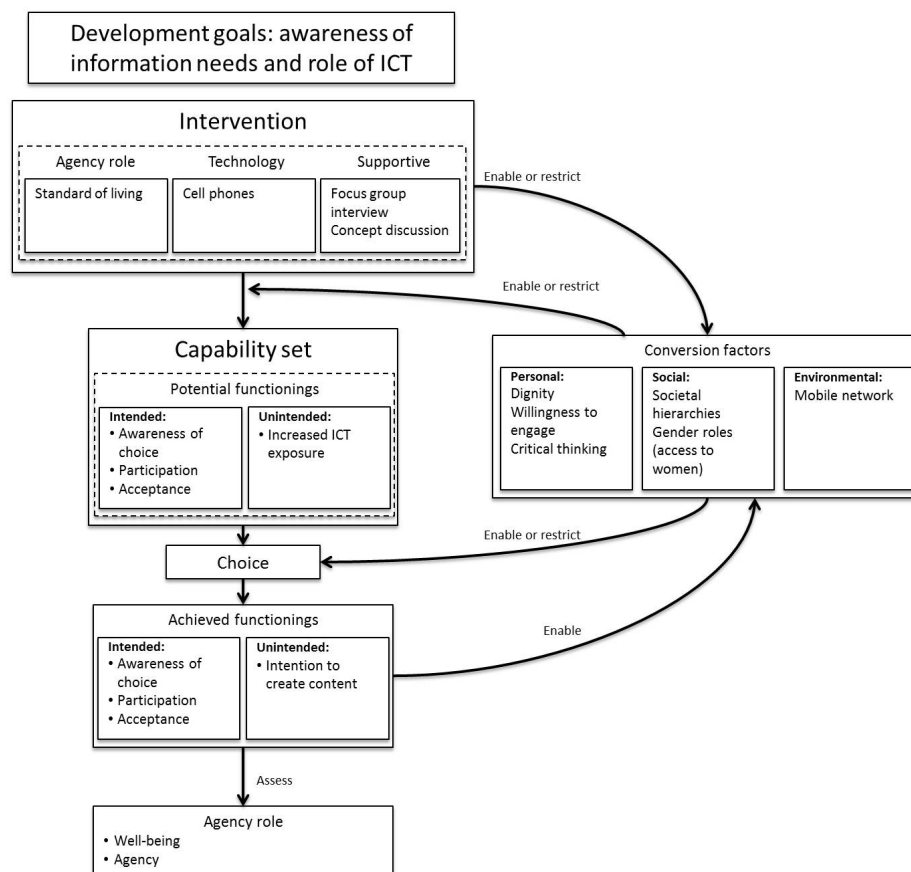 Development goals: awareness of
information needs and role of ICT
Intervention
Agency role
Technology
Supportive
Standard of living
Cell phones
Focus group
interview
Concept discussion
Enable or restrict
Enable or restrict
Capability set
Potential functionings
Intended:
• Awareness of
choice
• Participation
• Acceptance
Unintended:
• Increased ICT
exposure
Conversion factors
Personal:
Dignity
Willingness to
engage
Critical thinking
Social:
Societal
hierarchies
Gender roles
(access to
women)
Environmental:
Mobile network
Enable or restrict
Choice
Achieved functionings
Intended:
• Awareness of
choice
• Participation
• Acceptance
Unintended:
• Intention to
create content
Enable
Assess
Agency role
• Well-being
• Agency